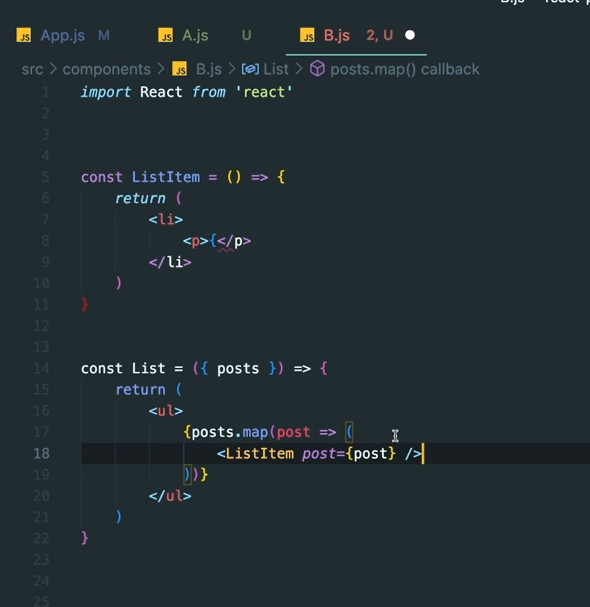 App.js M JS A.js U JS B.js 2, U
src > components > JS B.js > List > posts.map() callback
1 import React from 'react'
2
3
4
5 const ListItem = () => {
6 return (
7 <li>
8 <p>{</p>
9 </li>
10 )
11 }
12
13
14 const List = ({ posts }) => {
15 return (
16 <ul>
17 {posts.map(post => (
18 <ListItem post={post} />
19 ))}
20 </ul>
21 )
22 }
23
24
25